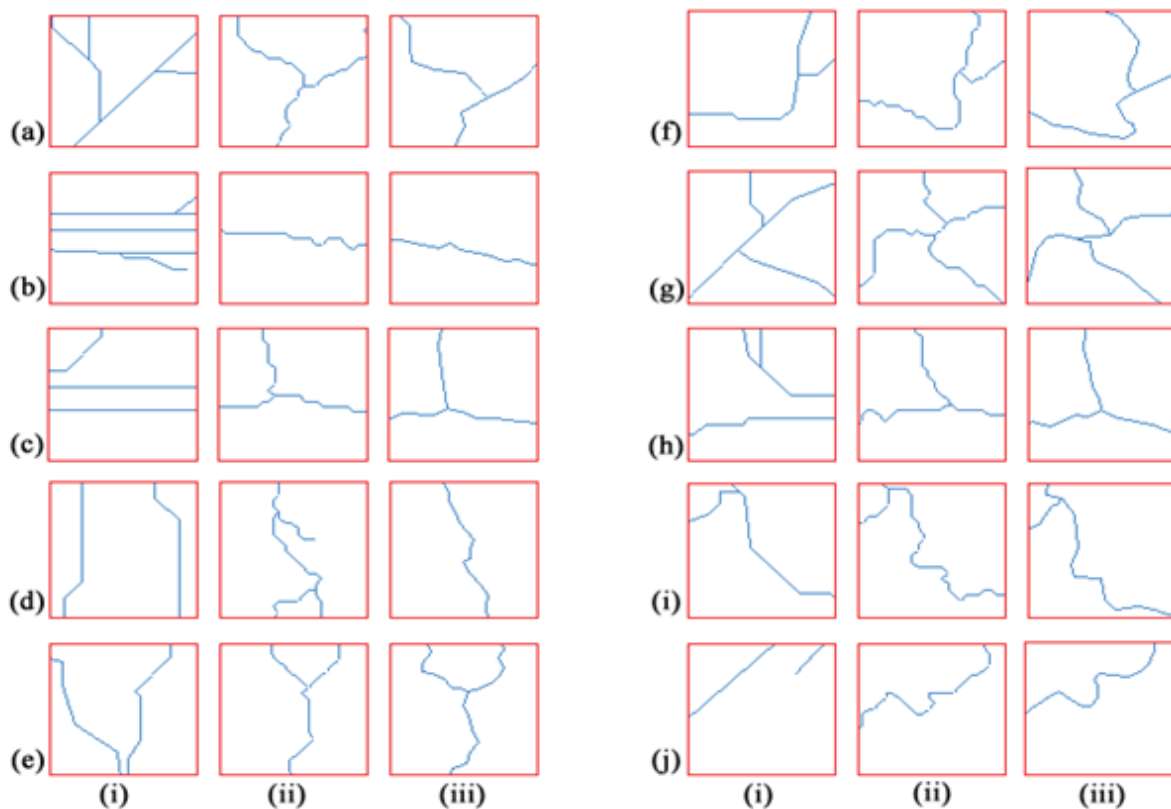 (a)
(b)
(c)
(d)
(e)
(i) (ii) (iii)
(f)
(g)
(h)
(i)
(j)
(i) (ii) (iii)